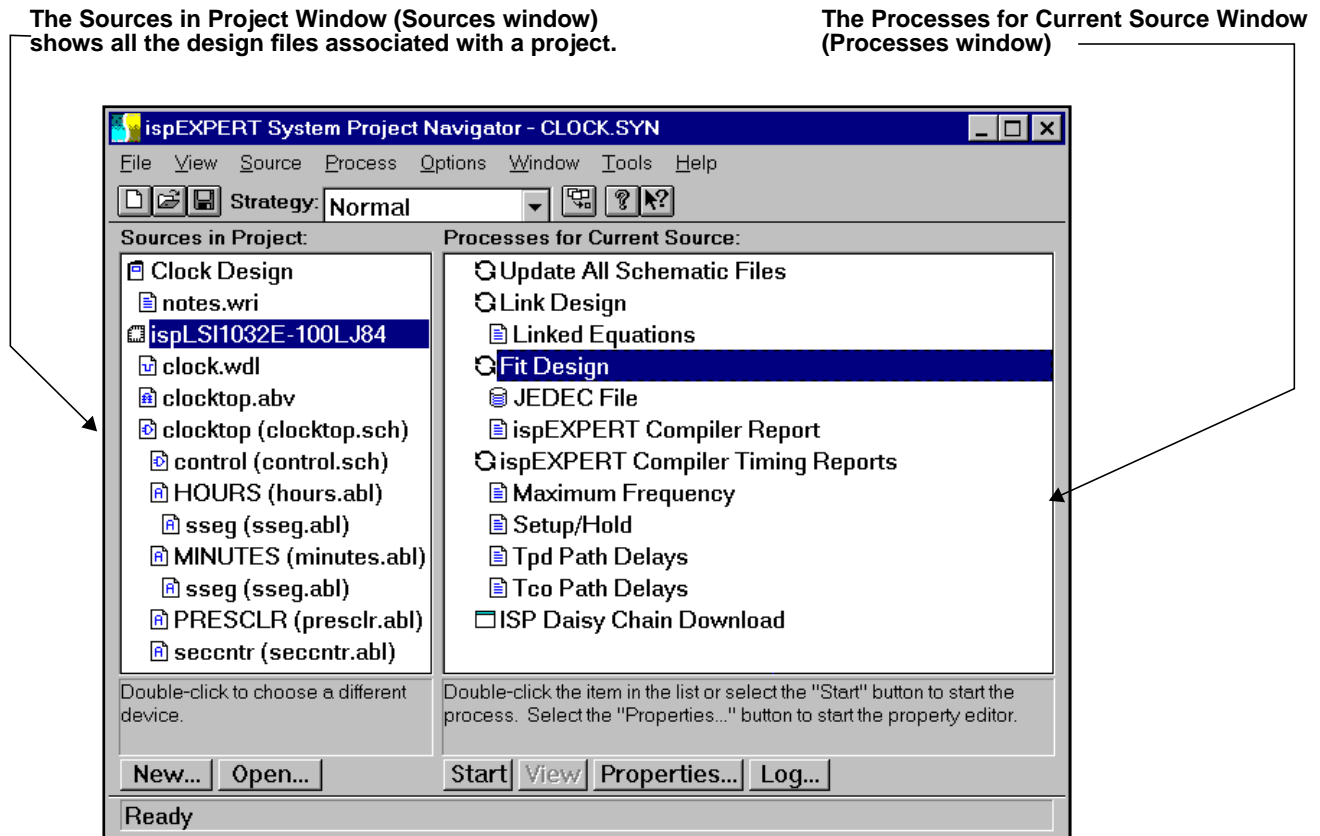 The Sources in Project Window (Sources window)
shows all the design files associated with a project.
The Processes for Current Source Window
(Processes window)
ispEXPERT System Project Navigator - CLOCK.SYN
File View Source Process Options Window Tools Help
Strategy: Normal
Sources in Project:
Clock Design
notes.wri
ispLSI1032E-100LJ84
clock.wdl
clocktop.abv
clocktop (clocktop.sch)
control (control.sch)
HOURS (hours.abl)
sseg (sseg.abl)
MINUTES (minutes.abl)
sseg (sseg.abl)
PRESCLR (presclr.abl)
seccntr (seccntr.abl)
Double-click to choose a different
device.
New... Open...
Processes for Current Source:
Update All Schematic Files
Link Design
Linked Equations
Fit Design
JEDEC File
ispEXPERT Compiler Report
ispEXPERT Compiler Timing Reports
Maximum Frequency
Setup/Hold
Tpd Path Delays
Tco Path Delays
ISP Daisy Chain Download
Double-click the item in the list or select the "Start" button to start the
process. Select the "Properties..." button to start the property editor.
Start View Properties... Log...
Ready